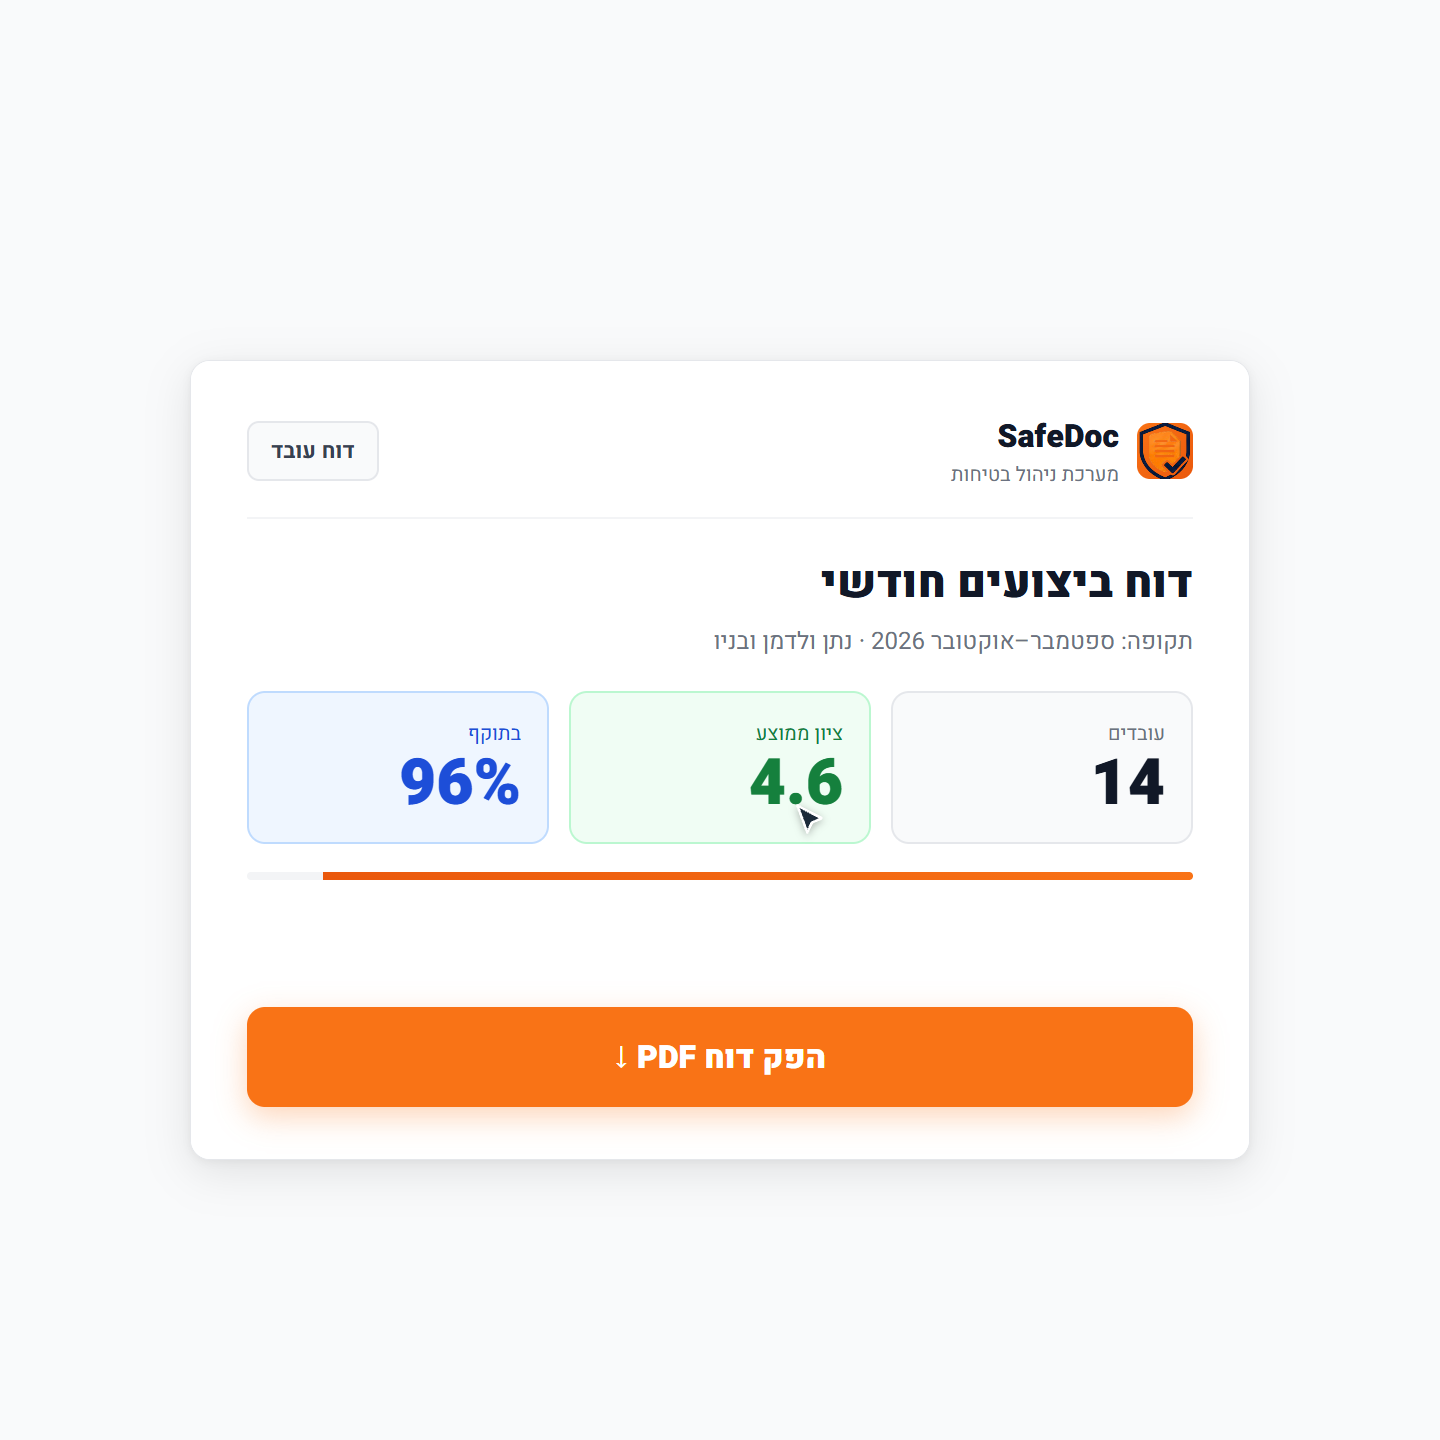 SafeDoc
מערכת ניהול בטיחות
דוח עובד
דוח ביצועים חודשי
תקופה: ספטמבר–אוקטובר 2026 · נתן ולדמן ובניו
עובדים
14
ציון ממוצע
4.6
בתוקף
96%
הפק דוח PDF ↓